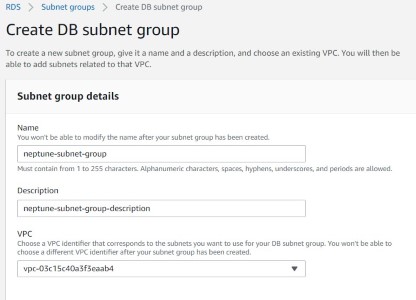 RDS > Subnet groups > Create DB subnet group
Create DB subnet group
To create a new subnet group, give it a name and a description, and choose an existing VPC. You will then be
able to add subnets related to that VPC.
Subnet group details
Name
You won't be able to modify the name after your subnet group has been created.
neptune-subnet-group
Must contain from 1 to 255 characters. Alphanumeric characters, spaces, hyphens, underscores, and periods are allowed.
Description
neptune-subnet-group-description
VPC
Choose a VPC identifier that corresponds to the subnets you want to use for your DB subnet group. You won't be able to
choose a different VPC identifier after your subnet group has been created.
vpc-03c15c40a3f3eaab4